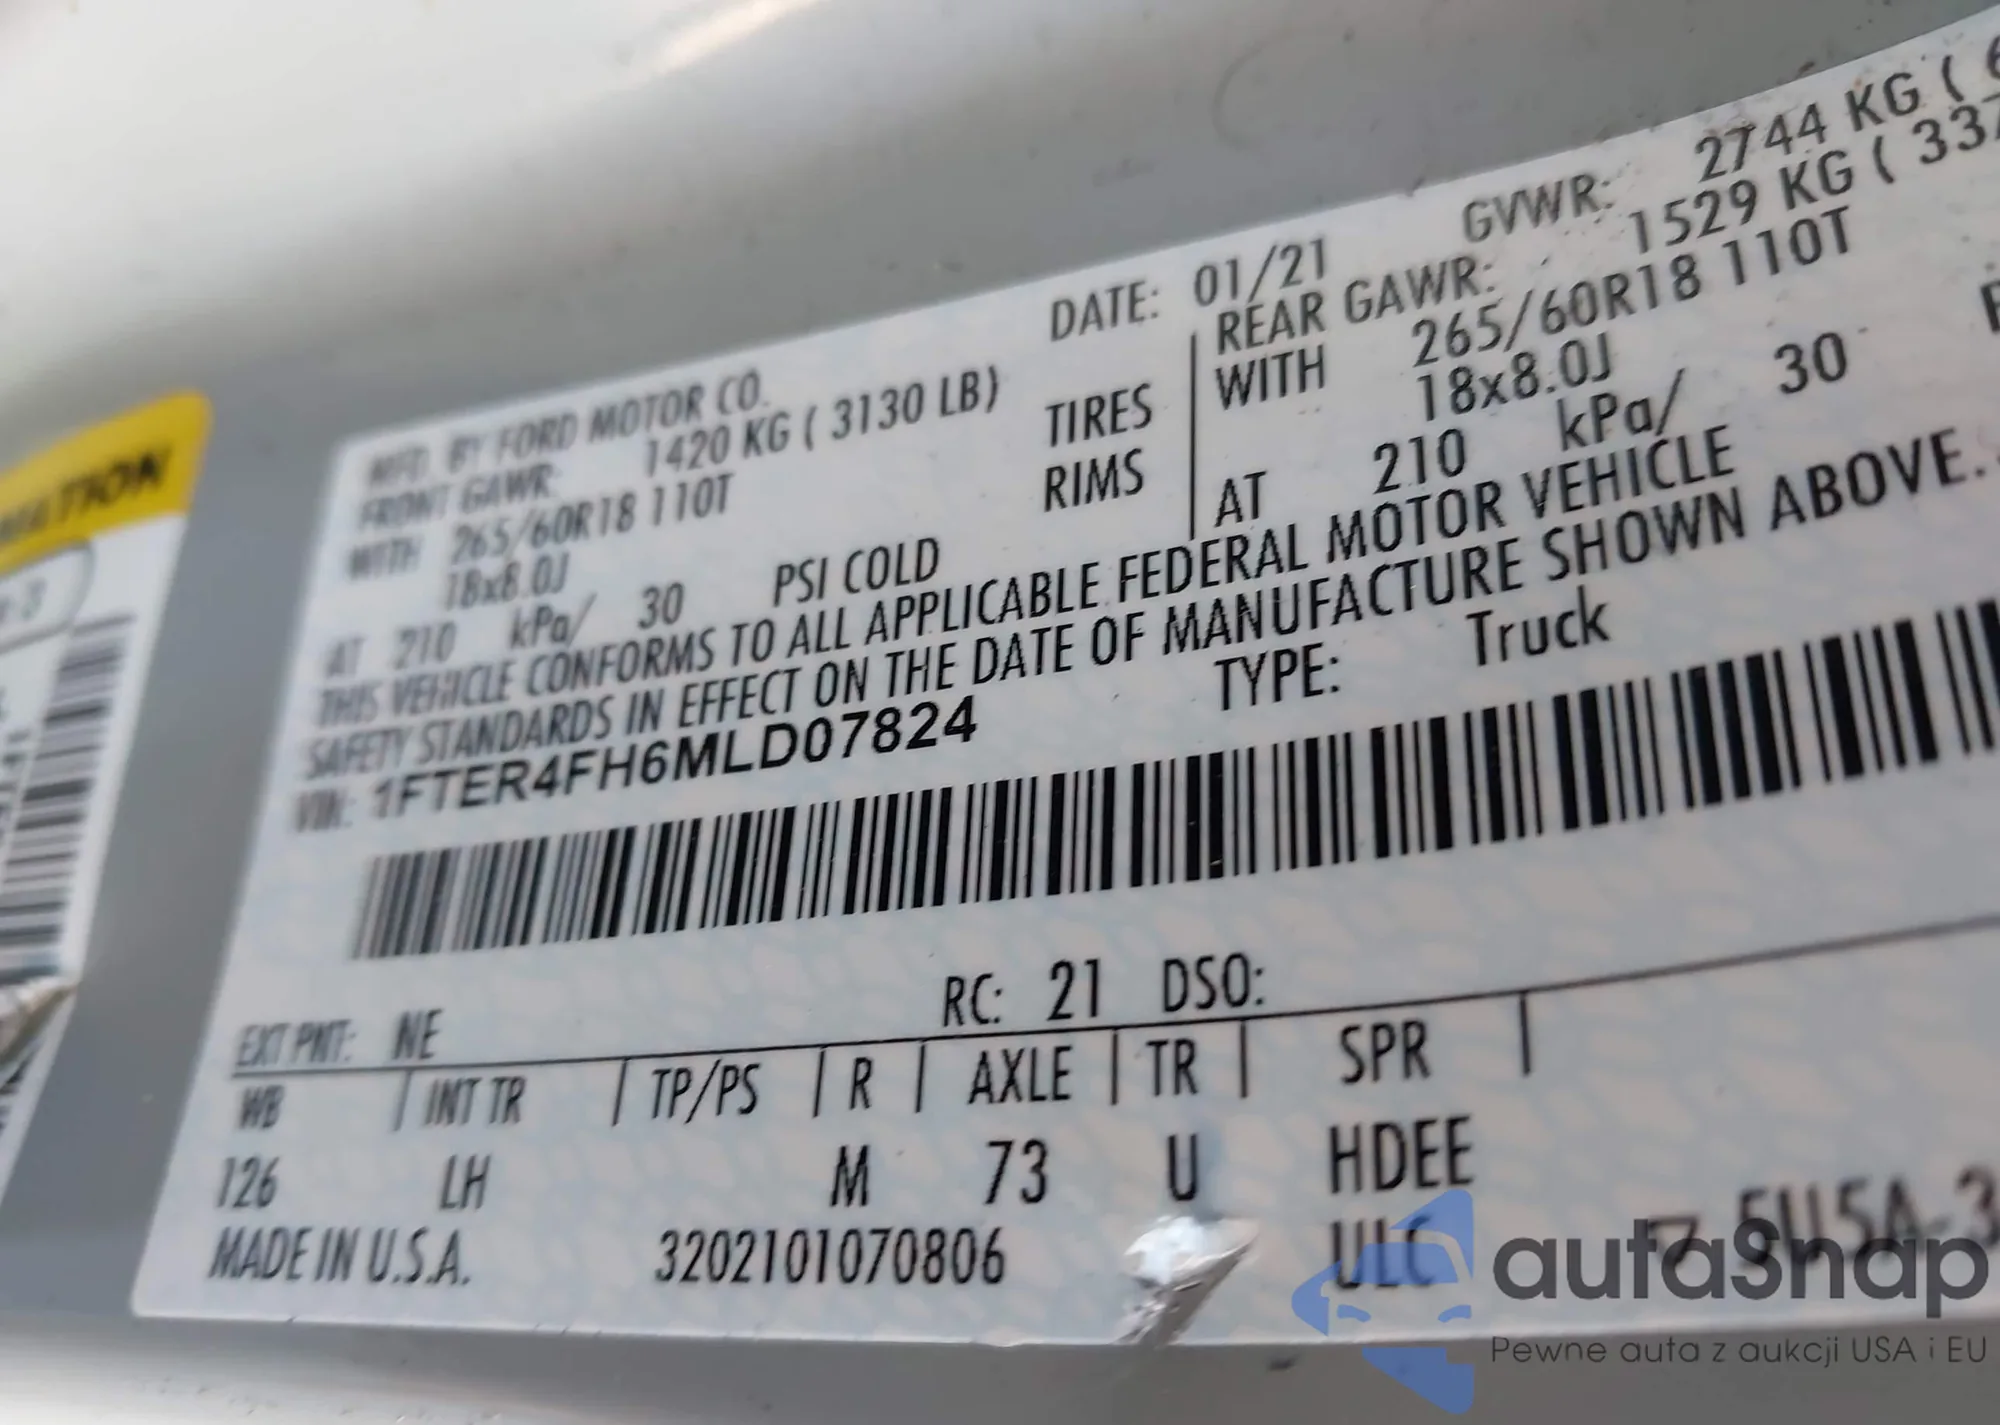 MATION
MFD. BY FORD MOTOR CO.
DATE: 01/21
GVWR: 2744 KG (
FRONT GAWR: 1420 KG ( 3130 LB)
REAR GAWR: 1529 KG ( 337
WITH 265/60R18 110T
TIRES
WITH 265/60R18 110T
18x8.0J
RIMS
18x8.0J
AT 210 kPa/ 30 PSI COLD
AT 210 kPa/ 30
THIS VEHICLE CONFORMS TO ALL APPLICABLE FEDERAL MOTOR VEHICLE
SAFETY STANDARDS IN EFFECT ON THE DATE OF MANUFACTURE SHOWN ABOVE.
VIN: 1FTER4FH6MLD07824
TYPE: Truck
EXT PNT: NE
RC: 21 DSO:
WB | INT TR | TP/PS | R | AXLE | TR | SPR |
126 LH M 73 U HDEE
MADE IN U.S.A. 3202101070806 ULC
autaSnap
Pewne auta z aukcji USA i EU